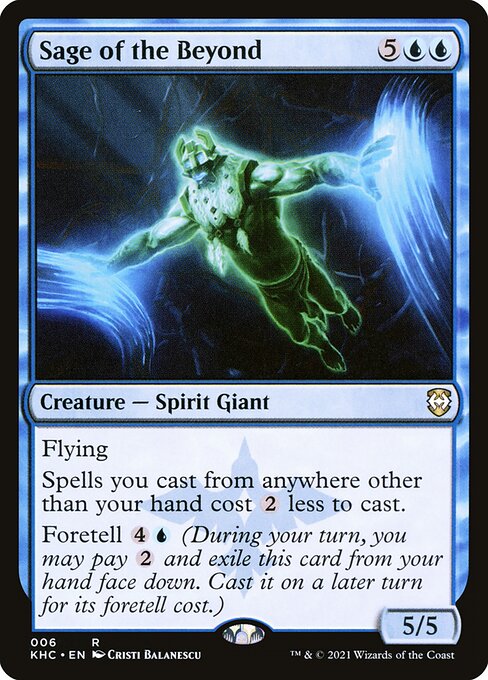 Sage of the Beyond 5
Creature — Spirit Giant
Flying
Spells you cast from anywhere other
than your hand cost 2 less to cast.
Foretell 4 (During your turn, you
may pay 2 and exile this card from your
hand face down. Cast it on a later turn
for its foretell cost.)
5/5
006 R
KHC • EN Cristi Balanescu
™ & © 2021 Wizards of the Coast